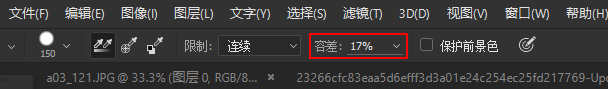 文件(F) 编辑(E) 图像(I) 图层(L) 文字(Y) 选择(S) 滤镜(T) 3D(D) 视图(V) 窗口(W) 帮助(H)
150 限制: 连续 容差: 17% 保护前景色
a03_121.JPG @ 33.3% (图层 0, RGB/8... × 23266cfc83eaa5d6efff3d3a01e24c254ec25fd217769-Upc